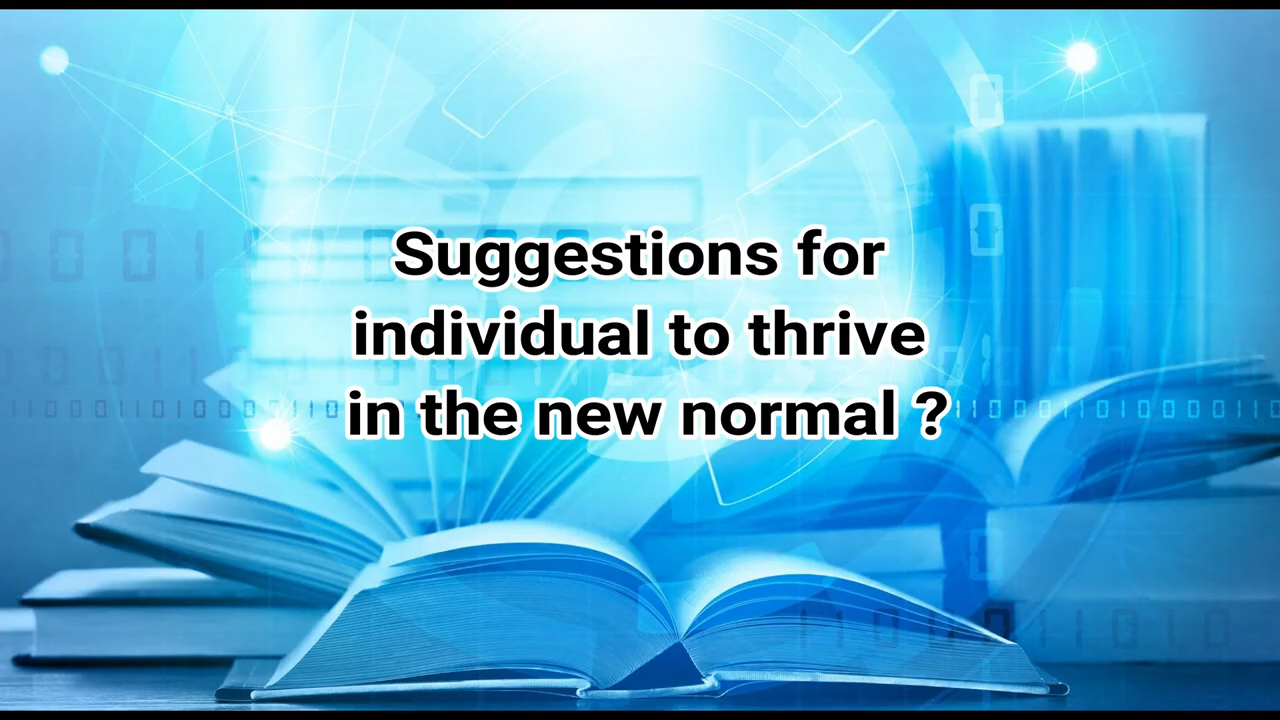 Suggestions for
individual to thrive
in the new normal ?